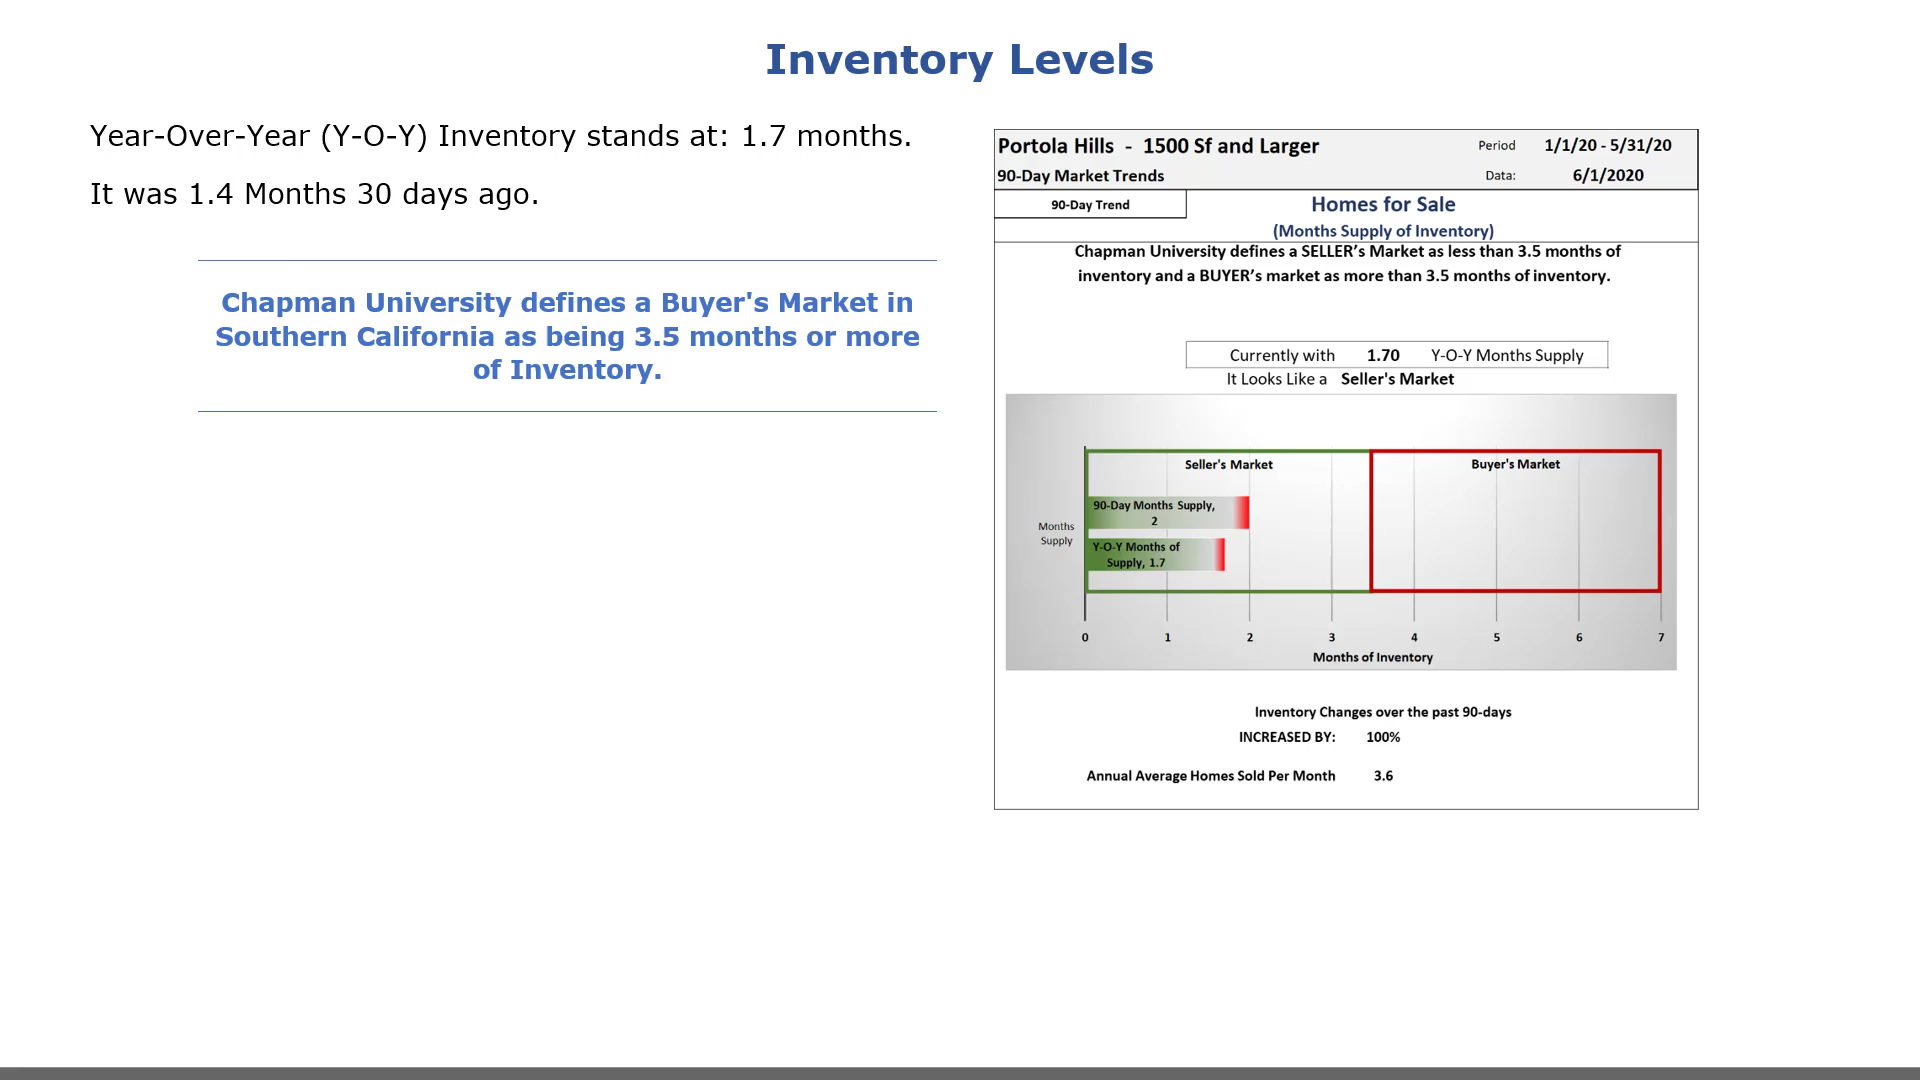 Inventory Levels
Year-Over-Year (Y-O-Y) Inventory stands at: 1.7 months.
It was 1.4 Months 30 days ago.
Chapman University defines a Buyer's Market in
Southern California as being 3.5 months or more
of Inventory.
Portola Hills - 1500 Sf and Larger
Period 1/1/20 - 5/31/20
90-Day Market Trends
Data: 6/1/2020
90-Day Trend
Homes for Sale
(Months Supply of Inventory)
Chapman University defines a SELLER’s Market as less than 3.5 months of
inventory and a BUYER’s market as more than 3.5 months of inventory.
Currently with 1.70 Y-O-Y Months Supply
It Looks Like a Seller's Market
Seller's Market
Buyer's Market
90-Day Months Supply,
2
Months
Supply
Y-O-Y Months of
Supply, 1.7
0 1 2 3 4 5 6 7
Months of Inventory
Inventory Changes over the past 90-days
INCREASED BY: 100%
Annual Average Homes Sold Per Month 3.6